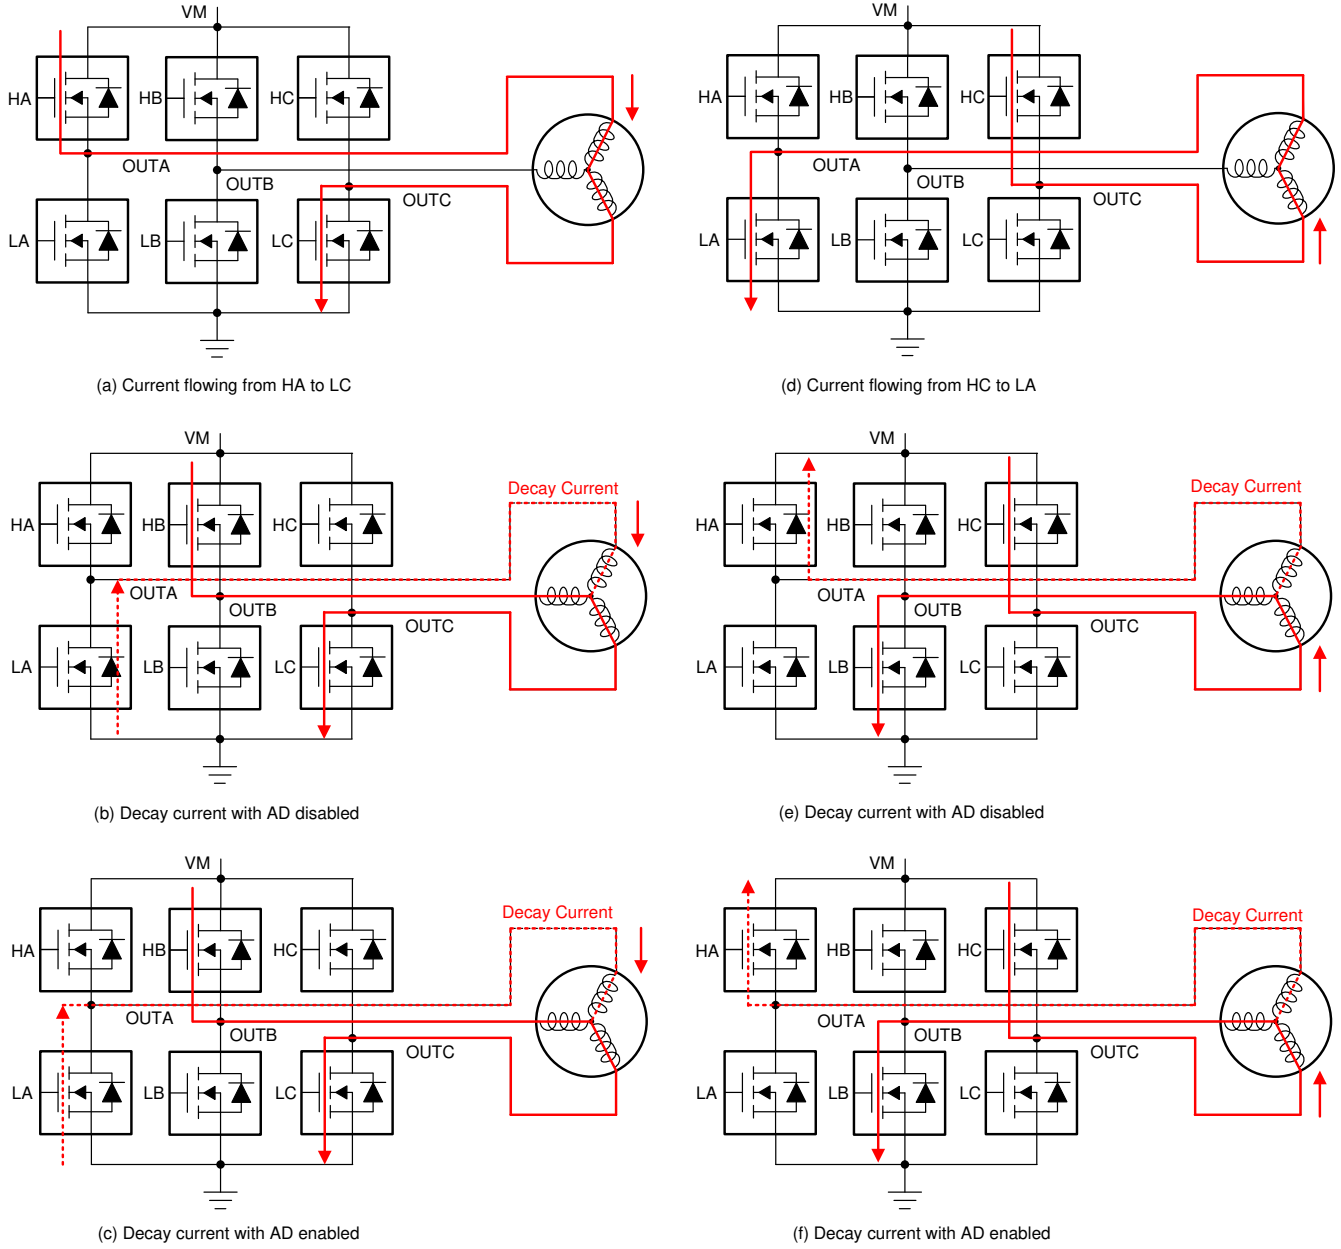 VM
HA
HB
HC
OUTA
OUTB
OUTC
LA
LB
LC
(a) Current flowing from HA to LC
VM
HA
HB
HC
OUTA
OUTB
OUTC
LA
LB
LC
(d) Current flowing from HC to LA
VM
Decay Current
HA
HB
HC
OUTA
OUTB
OUTC
LA
LB
LC
(b) Decay current with AD disabled
VM
Decay Current
HA
HB
HC
OUTA
OUTB
OUTC
LA
LB
LC
(e) Decay current with AD disabled
VM
Decay Current
HA
HB
HC
OUTA
OUTB
OUTC
LA
LB
LC
(c) Decay current with AD enabled
VM
Decay Current
HA
HB
HC
OUTA
OUTB
OUTC
LA
LB
LC
(f) Decay current with AD enabled